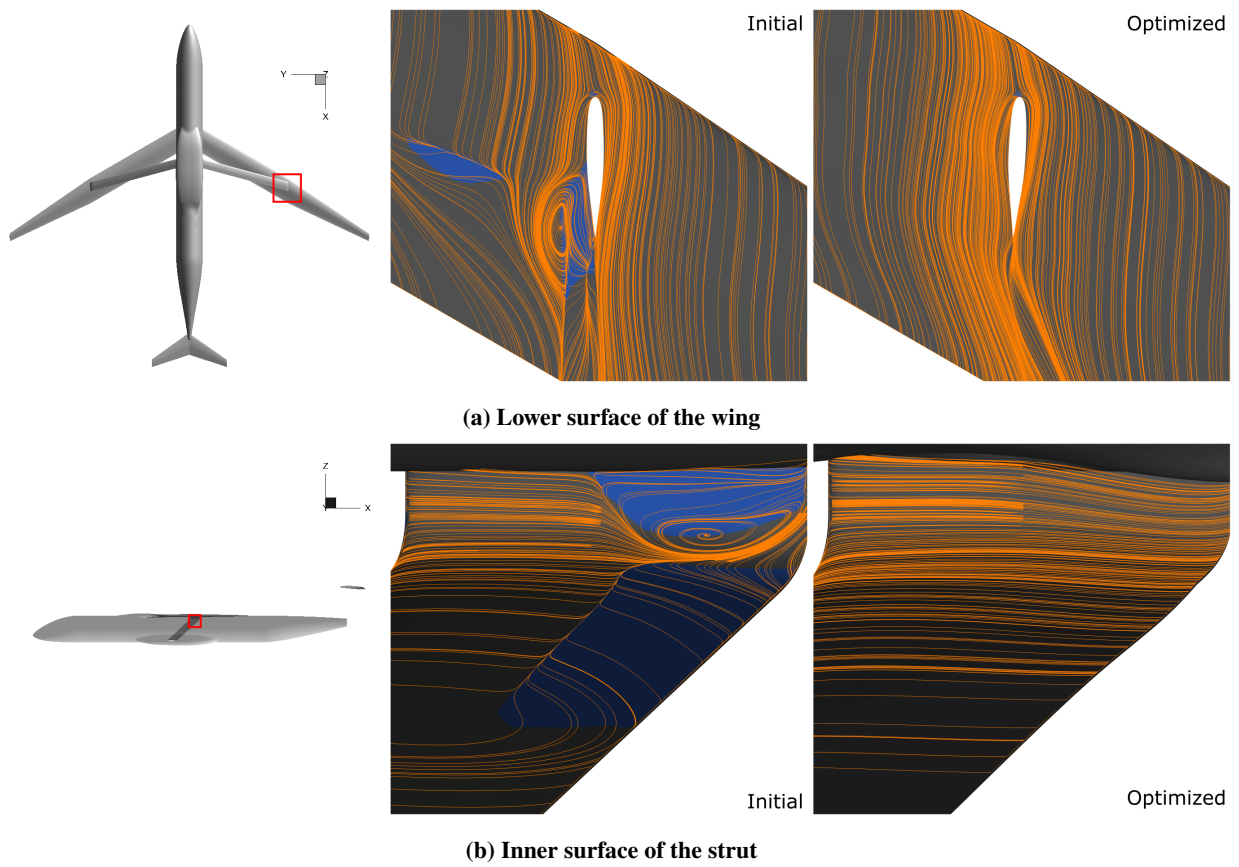 Initial
Optimized
Y
Z
X
(a) Lower surface of the wing
Z
Y
X
Initial
Optimized
(b) Inner surface of the strut